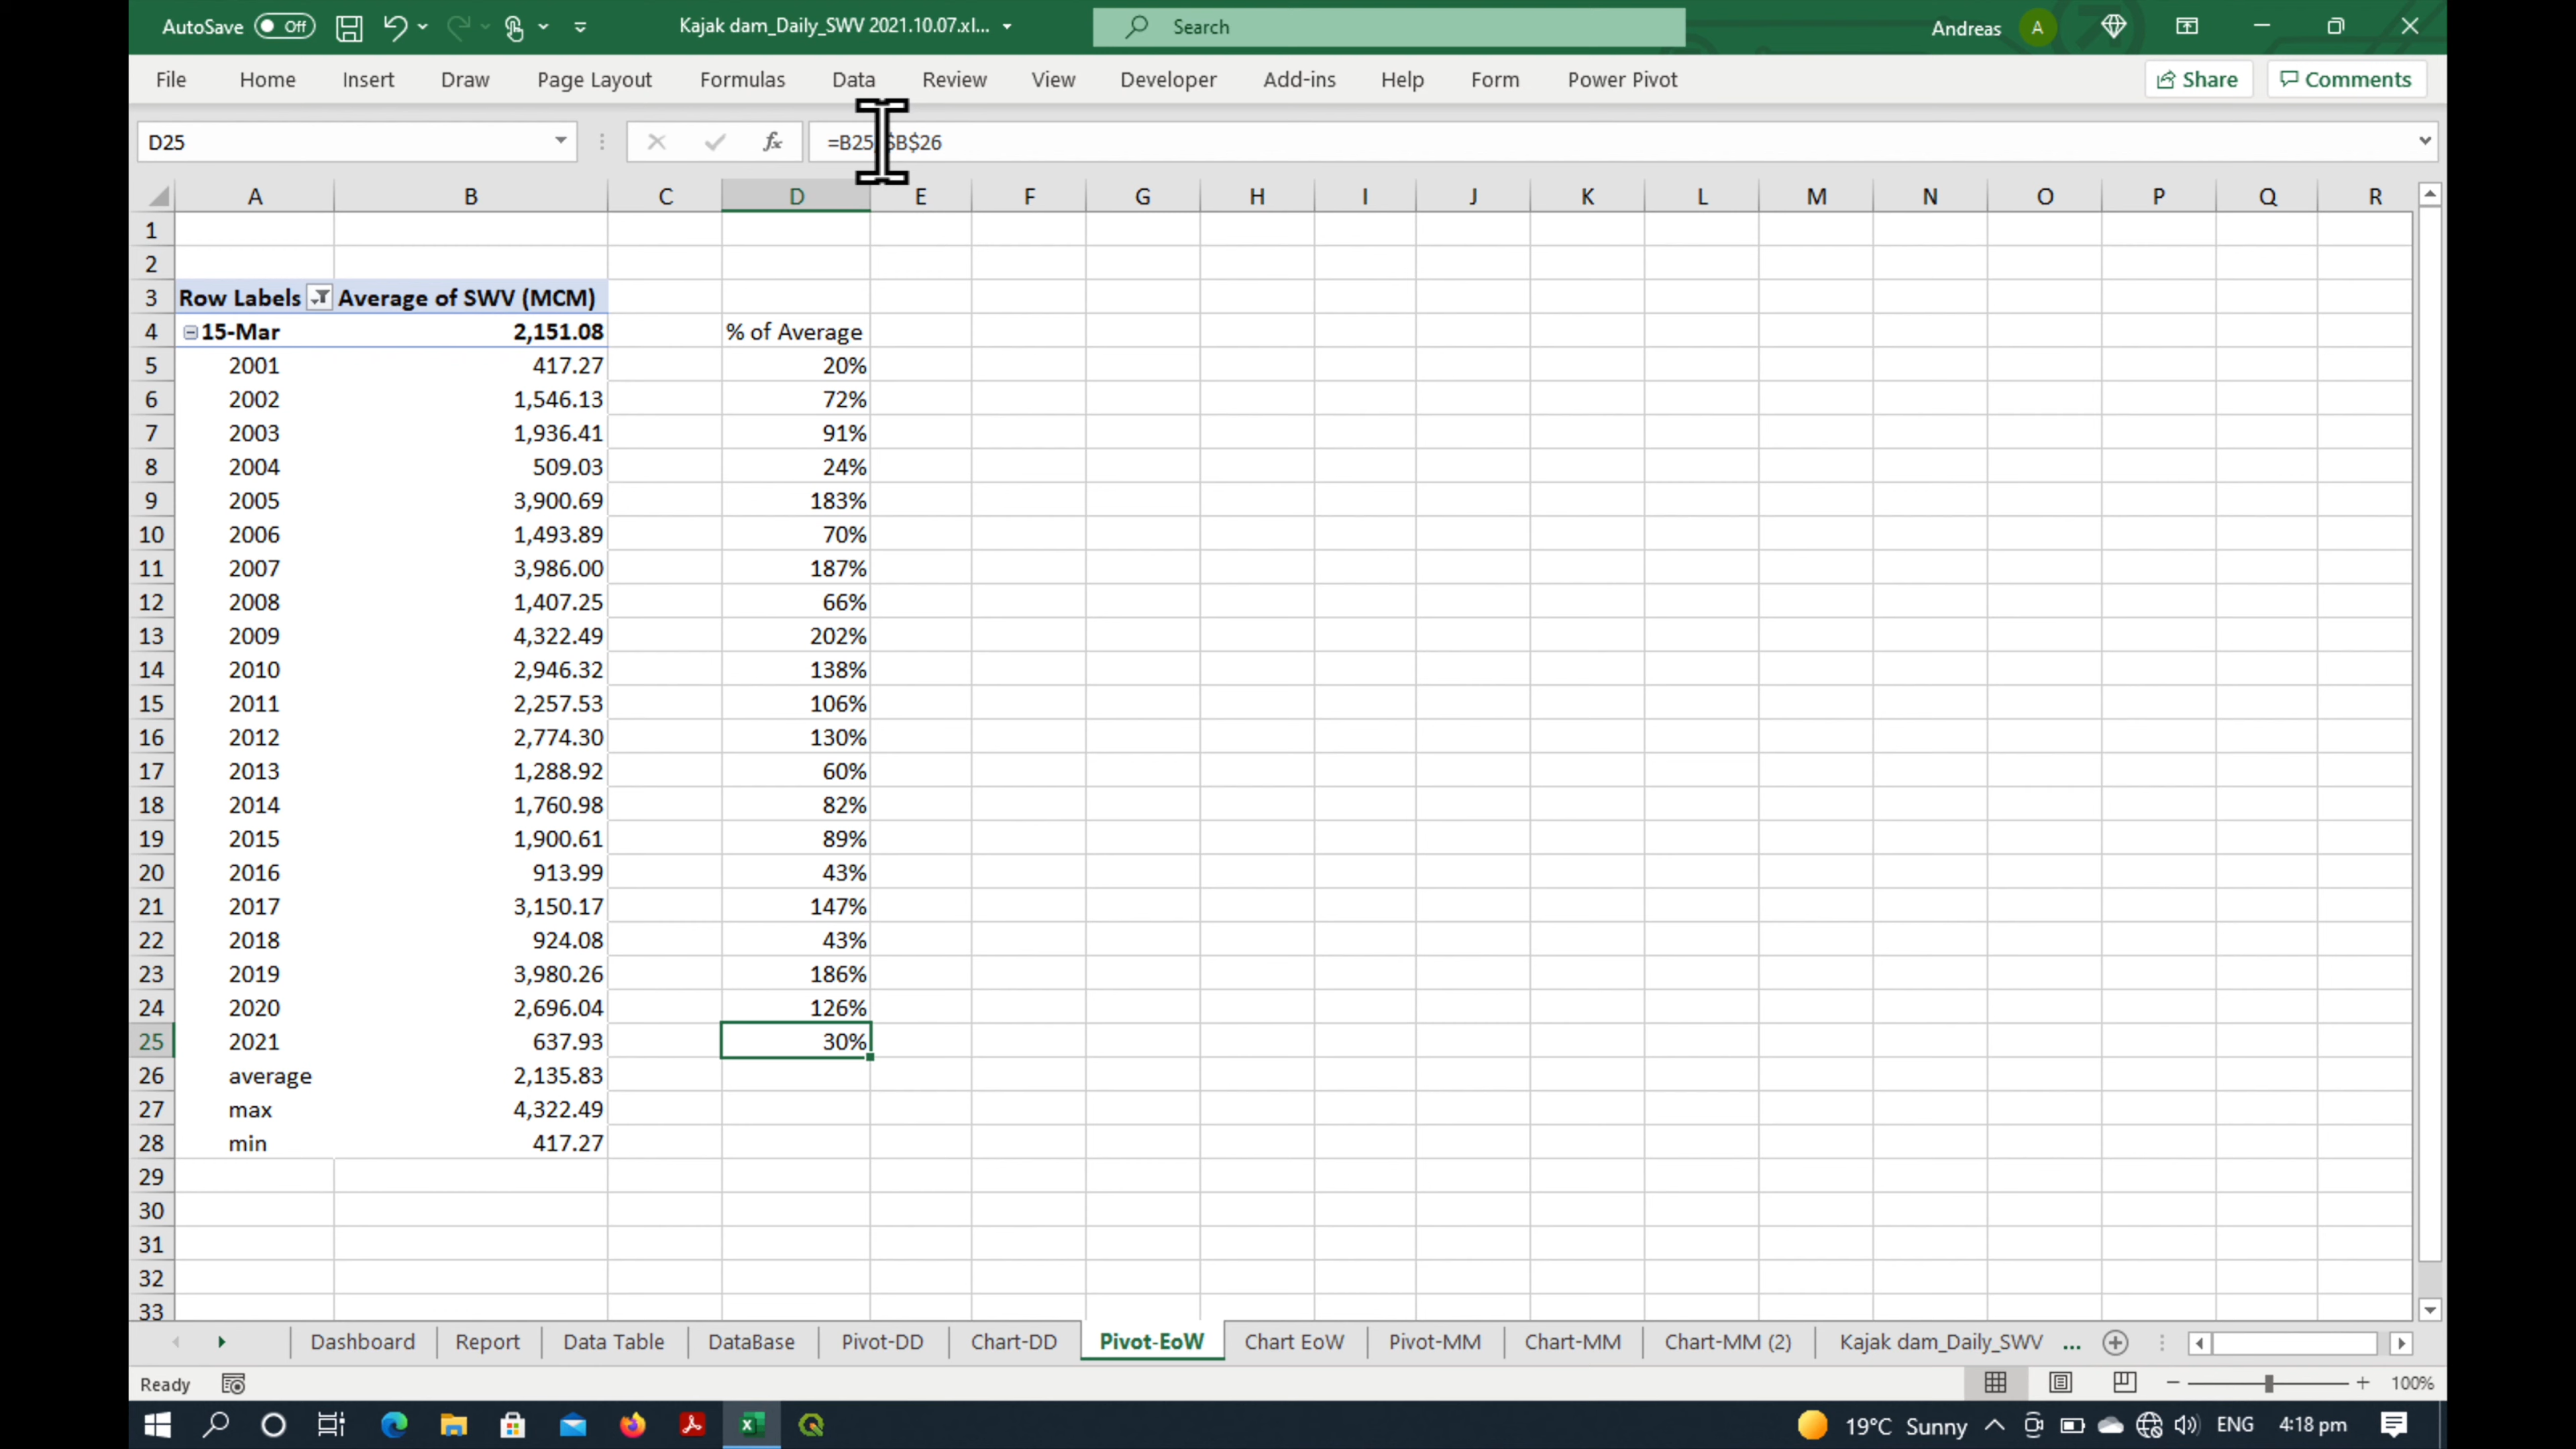 AutoSave Off Kajak dam_Daily_SWV 2021.10.07.xl... Search Andreas A
File Home Insert Draw Page Layout Formulas Data Review View Developer Add-ins Help Form Power Pivot Share Comments
D25 fx =B25 $B$26
A B C D E F G H I J K L M N O P Q R
1
2
3 Row Labels Average of SWV (MCM)
4 15-Mar 2,151.08 % of Average
5 2001 417.27 20%
6 2002 1,546.13 72%
7 2003 1,936.41 91%
8 2004 509.03 24%
9 2005 3,900.69 183%
10 2006 1,493.89 70%
11 2007 3,986.00 187%
12 2008 1,407.25 66%
13 2009 4,322.49 202%
14 2010 2,946.32 138%
15 2011 2,257.53 106%
16 2012 2,774.30 130%
17 2013 1,288.92 60%
18 2014 1,760.98 82%
19 2015 1,900.61 89%
20 2016 913.99 43%
21 2017 3,150.17 147%
22 2018 924.08 43%
23 2019 3,980.26 186%
24 2020 2,696.04 126%
25 2021 637.93 30%
26 average 2,135.83
27 max 4,322.49
28 min 417.27
29
30
31
32
33
Dashboard Report Data Table DataBase Pivot-DD Chart-DD Pivot-EoW Chart EoW Pivot-MM Chart-MM Chart-MM (2) Kajak dam_Daily_SWV ...
Ready 100%
19°C Sunny ENG 4:18 pm